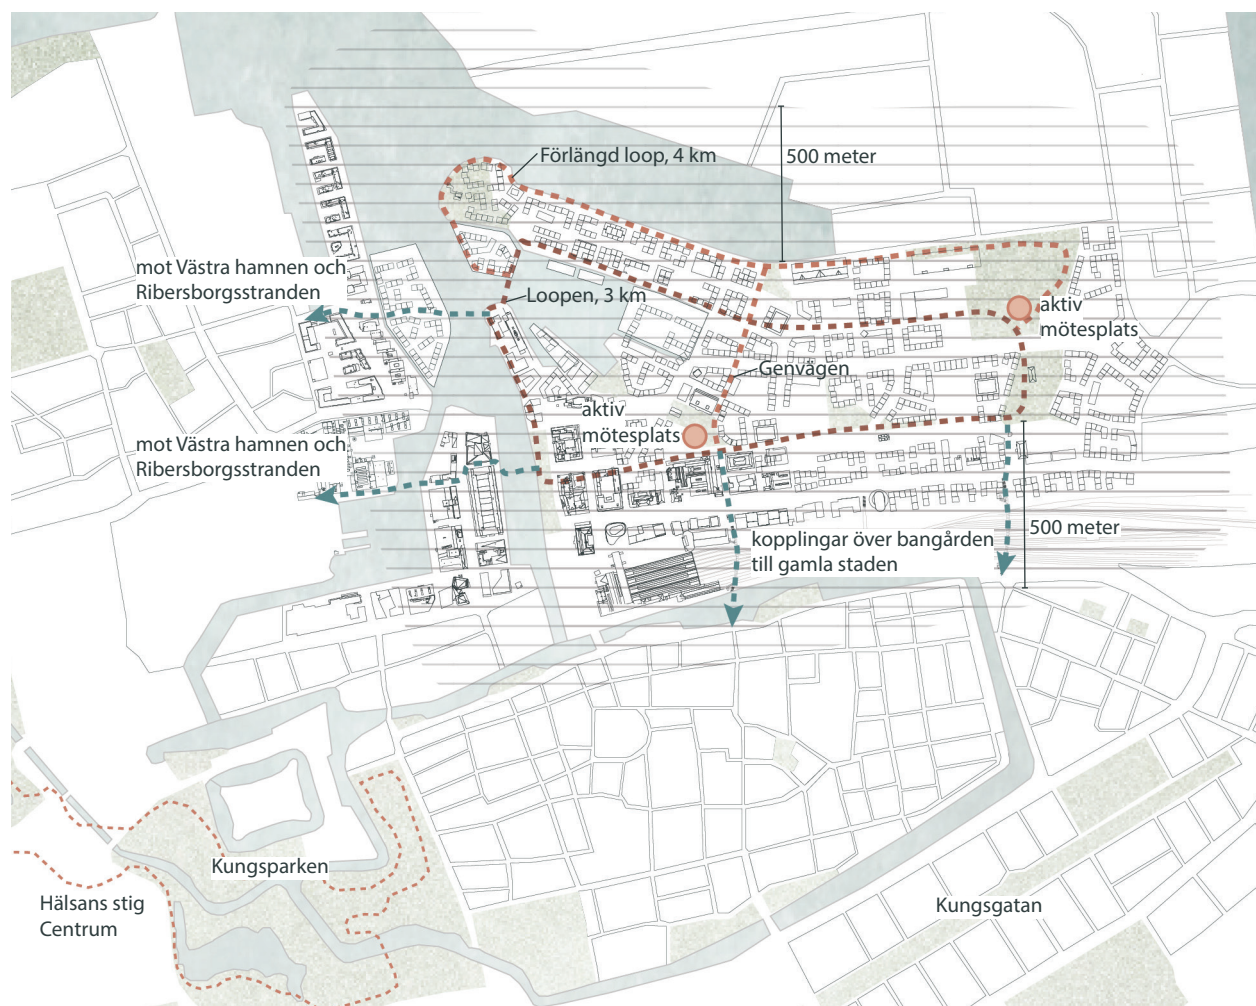 Förlängd loop, 4 km
500 meter
mot Västra hamnen och
Ribersborgsstranden
Loopen, 3 km
aktiv
mötesplats
Genvägen
aktiv
mötesplats
mot Västra hamnen och
Ribersborgsstranden
500 meter
kopplingar över bangården
till gamla staden
Kungsparken
Hälsans stig
Centrum
Kungsgatan